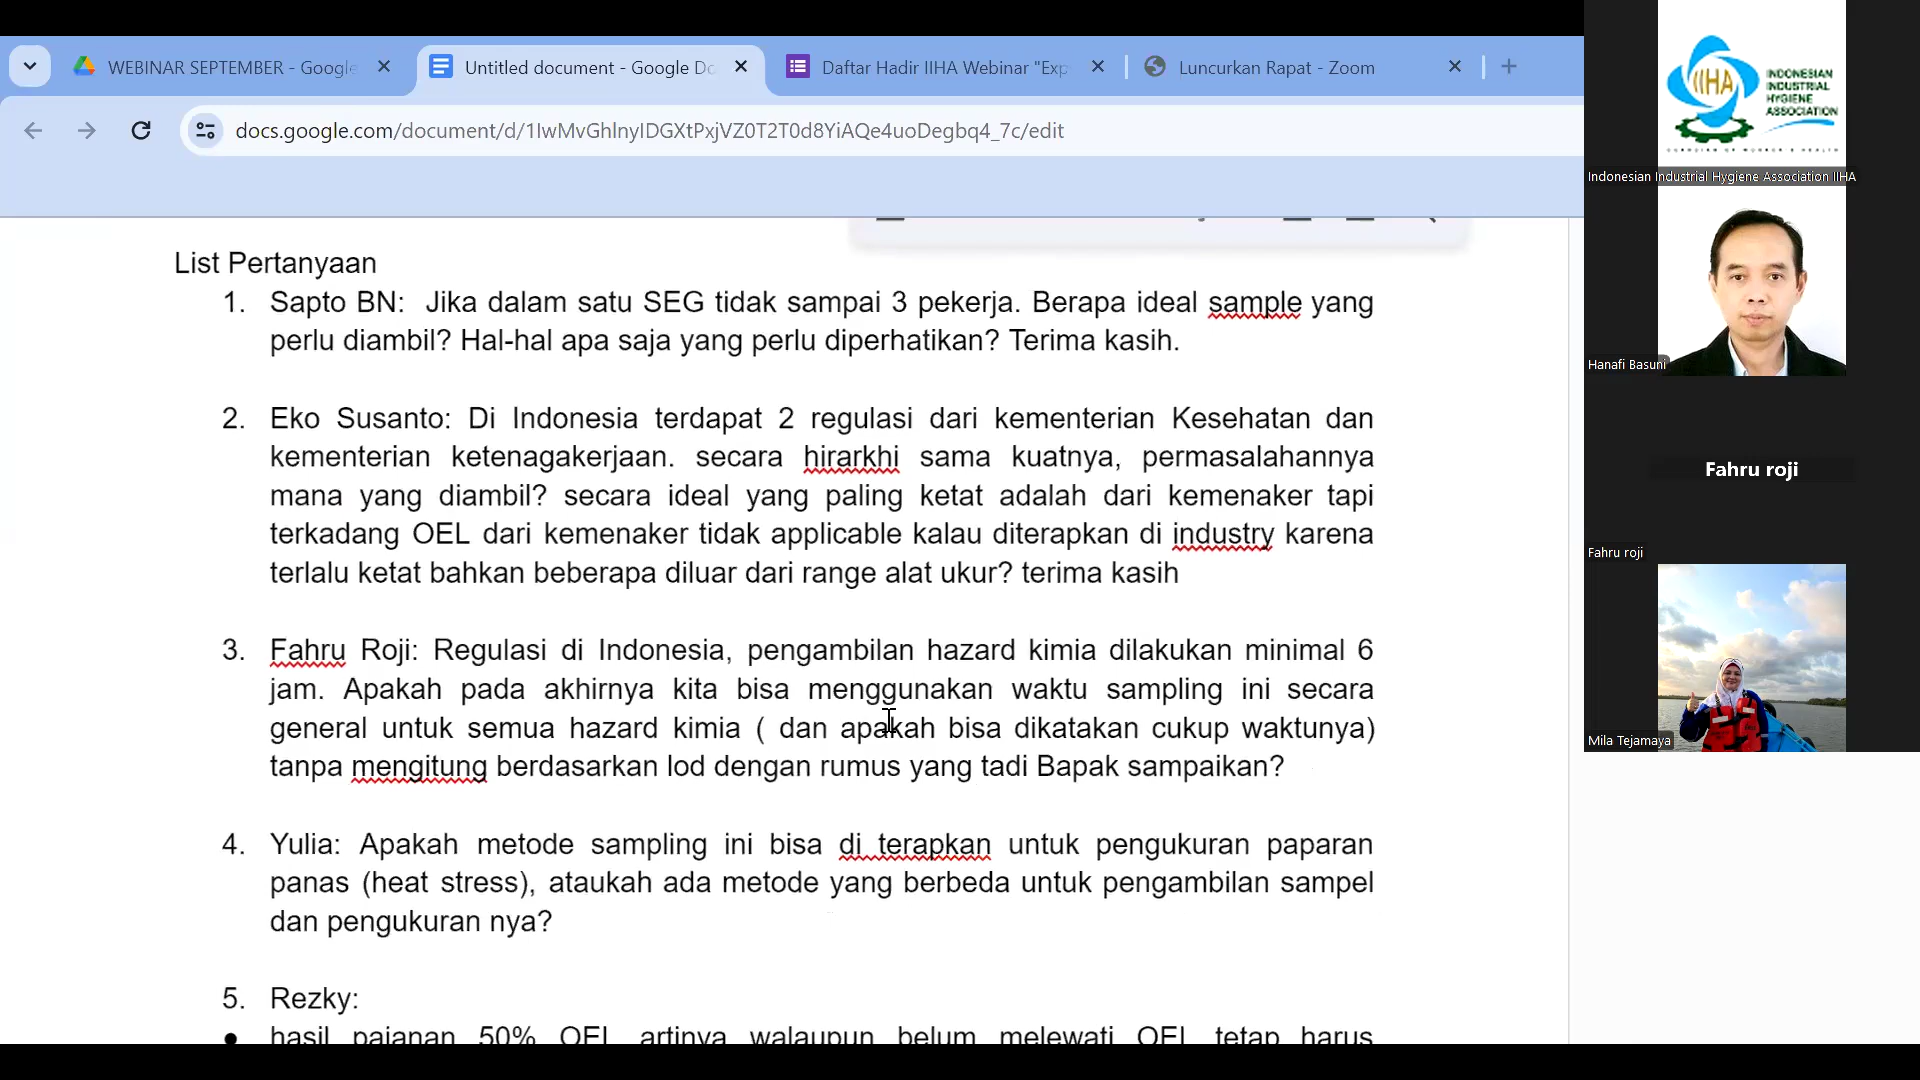 WEBINAR SEPTEMBER - Google
Untitled document - Google Do
Daftar Hadir IIHA Webinar "Exp
Luncurkan Rapat - Zoom
docs.google.com/document/d/1IwMvGhlnyIDGXtPxjVZ0T2T0d8YiAQe4uoDegbq4_7c/edit
List Pertanyaan
1. Sapto BN: Jika dalam satu SEG tidak sampai 3 pekerja. Berapa ideal sample yang
perlu diambil? Hal-hal apa saja yang perlu diperhatikan? Terima kasih.
2. Eko Susanto: Di Indonesia terdapat 2 regulasi dari kementerian Kesehatan dan
kementerian ketenagakerjaan. secara hirarkhi sama kuatnya, permasalahannya
mana yang diambil? secara ideal yang paling ketat adalah dari kemenaker tapi
terkadang OEL dari kemenaker tidak applicable kalau diterapkan di industry karena
terlalu ketat bahkan beberapa diluar dari range alat ukur? terima kasih
3. Fahru Roji: Regulasi di Indonesia, pengambilan hazard kimia dilakukan minimal 6
jam. Apakah pada akhirnya kita bisa menggunakan waktu sampling ini secara
general untuk semua hazard kimia ( dan apakah bisa dikatakan cukup waktunya)
tanpa mengitung berdasarkan lod dengan rumus yang tadi Bapak sampaikan?
4. Yulia: Apakah metode sampling ini bisa di terapkan untuk pengukuran paparan
panas (heat stress), ataukah ada metode yang berbeda untuk pengambilan sampel
dan pengukuran nya?
5. Rezky:
● hasil pajanan 50% OEL artinya walaupun belum melewati OEL tetap harus
IIHA
INDONESIAN
INDUSTRIAL
HYGIENE
ASSOCIATION
Indonesian Industrial Hygiene Association IIHA
Hanafi Basuni
Fahru roji
Fahru roji
Mila Tejamaya